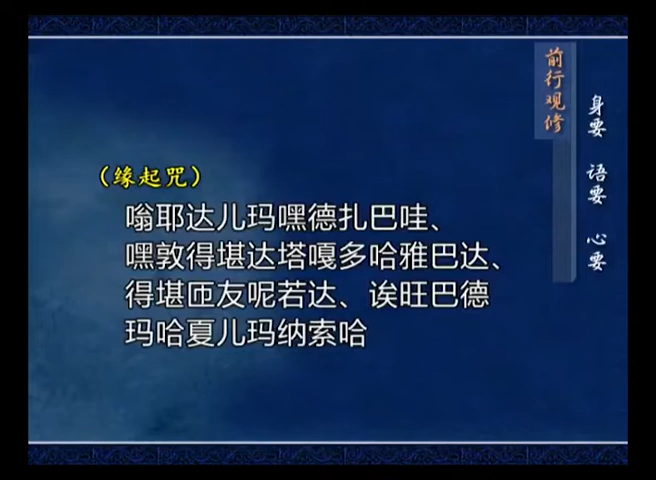 前行观修
身要 语要 心要
（缘起咒）
嗡耶达儿玛嘿德扎巴哇、
嘿敦得堪达塔嘎多哈雅巴达、
得堪匝友呢若达、诶旺巴德
玛哈夏儿玛纳索哈